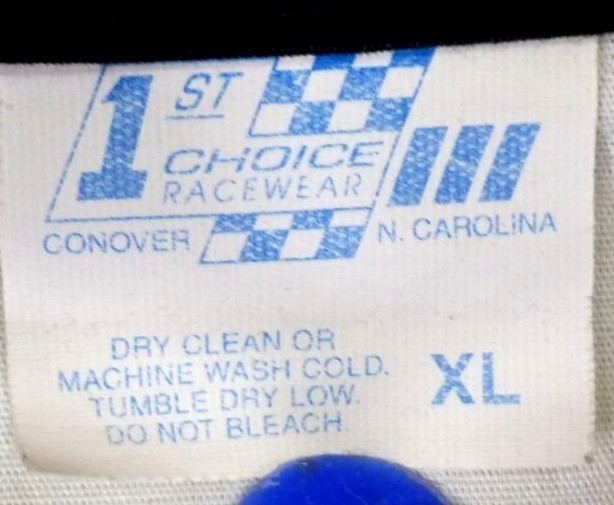 1 ST
CHOICE
RACEWEAR
CONOVER N. CAROLINA
DRY CLEAN OR
MACHINE WASH COLD.
TUMBLE DRY LOW.
DO NOT BLEACH.
XL